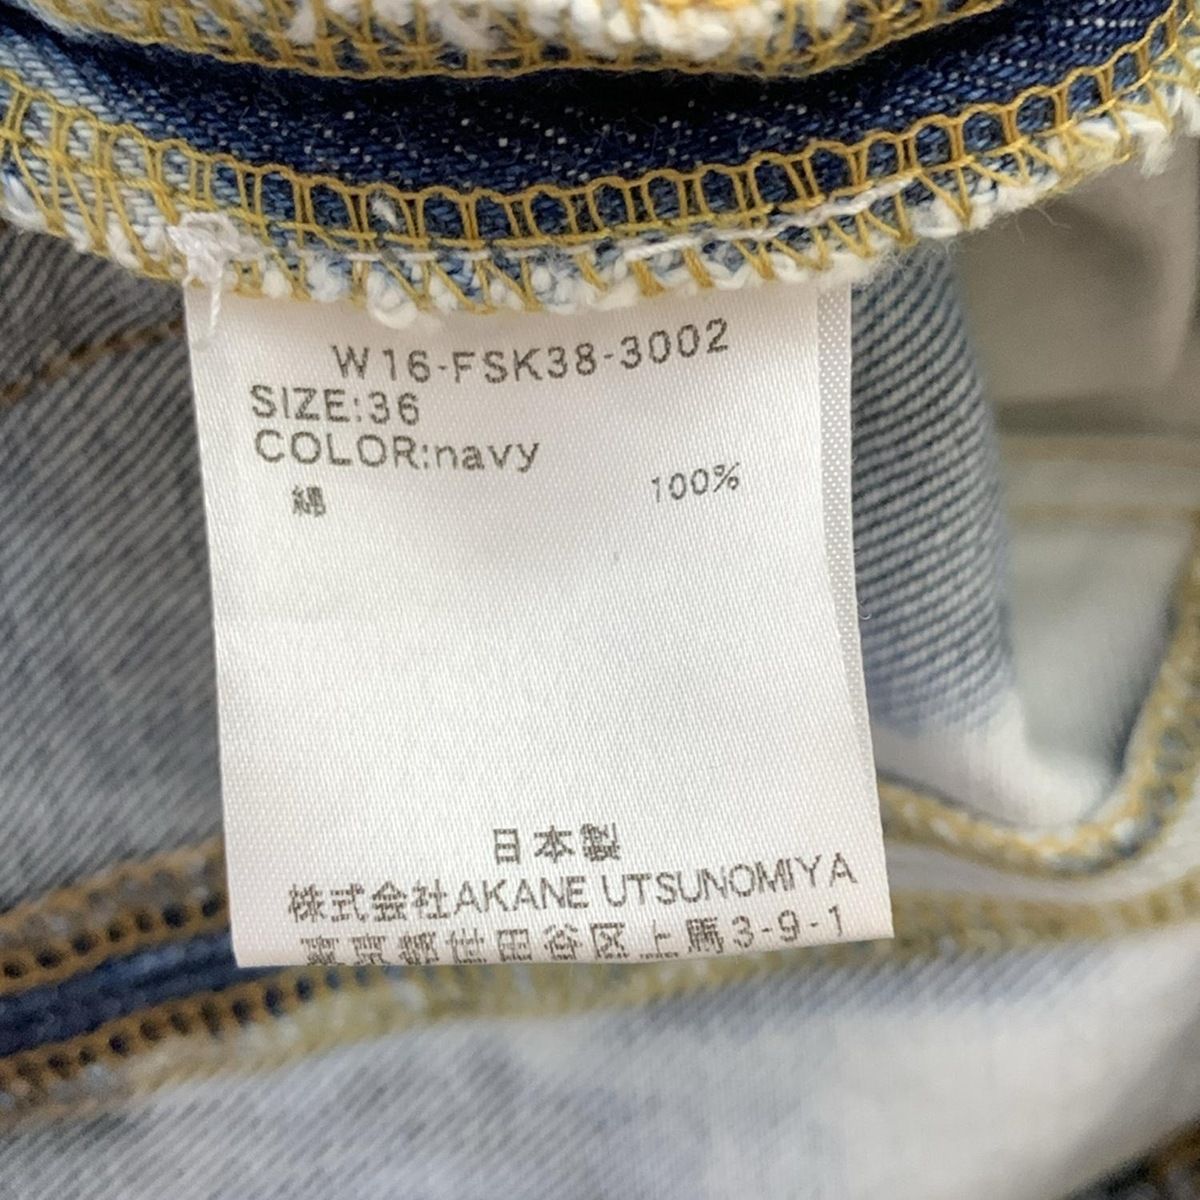 W16-FSK38-3002
SIZE:36
COLOR:navy
綿 100%
日本製
株式会社AKANE UTSUNOMIYA
東京都世田谷区上馬3-9-1